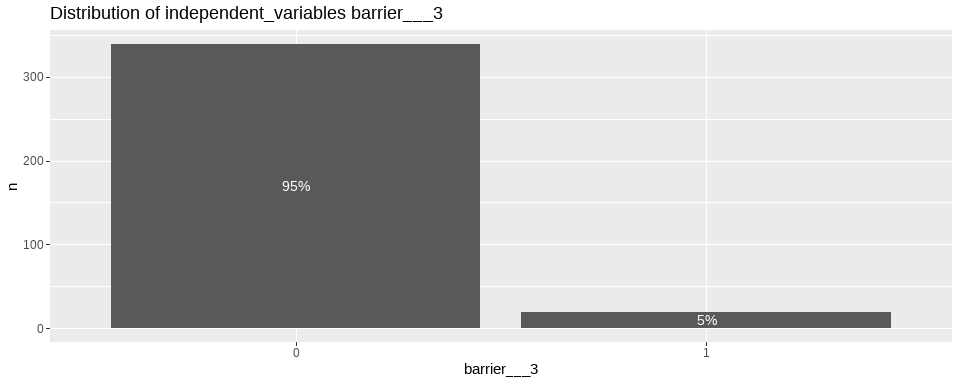 Distribution of independent_variables barrier___3
n
300
200
100
0
95%
5%
0
1
barrier___3